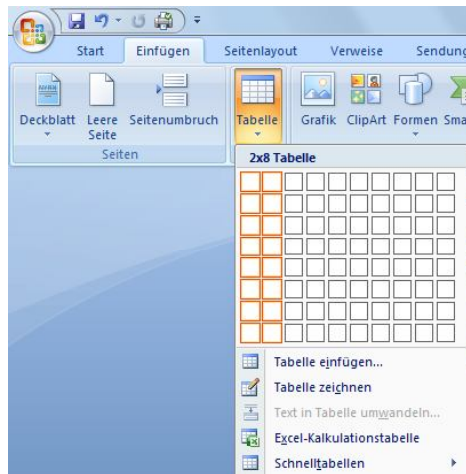 Start Einfügen Seitenlayout Verweise Sendung
Deckblatt Leere Seite Seitenumbruch Tabelle Grafik ClipArt Formen Sma
Seiten
2x8 Tabelle
Tabelle einfügen...
Tabelle zeichnen
Text in Tabelle umwandeln...
Excel-Kalkulationstabelle
Schnelltabellen